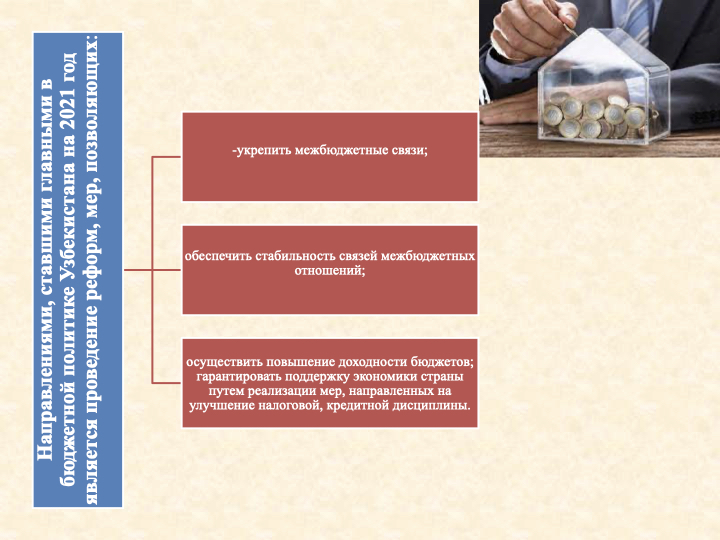 Направлениями, ставшими главными в
бюджетной политике Узбекистана на 2021 год
является проведение реформ, мер, позволяющих:
-укрепить межбюджетные связи;
обеспечить стабильность связей межбюджетных
отношений;
осуществить повышение доходности бюджетов;
гарантировать поддержку экономики страны
путем реализации мер, направленных на
улучшение налоговой, кредитной дисциплины.